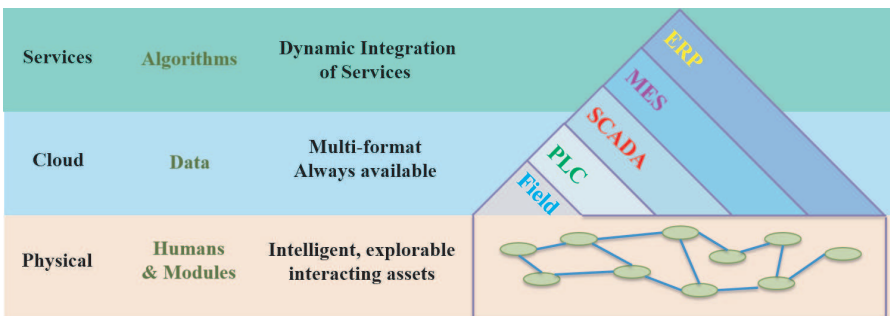 Services
Algorithms
Dynamic Integration
of Services
Cloud
Data
Multi-format
Always available
Physical
Humans
& Modules
Intelligent, explorable
interacting assets
ERP
MES
SCADA
PLC
Field